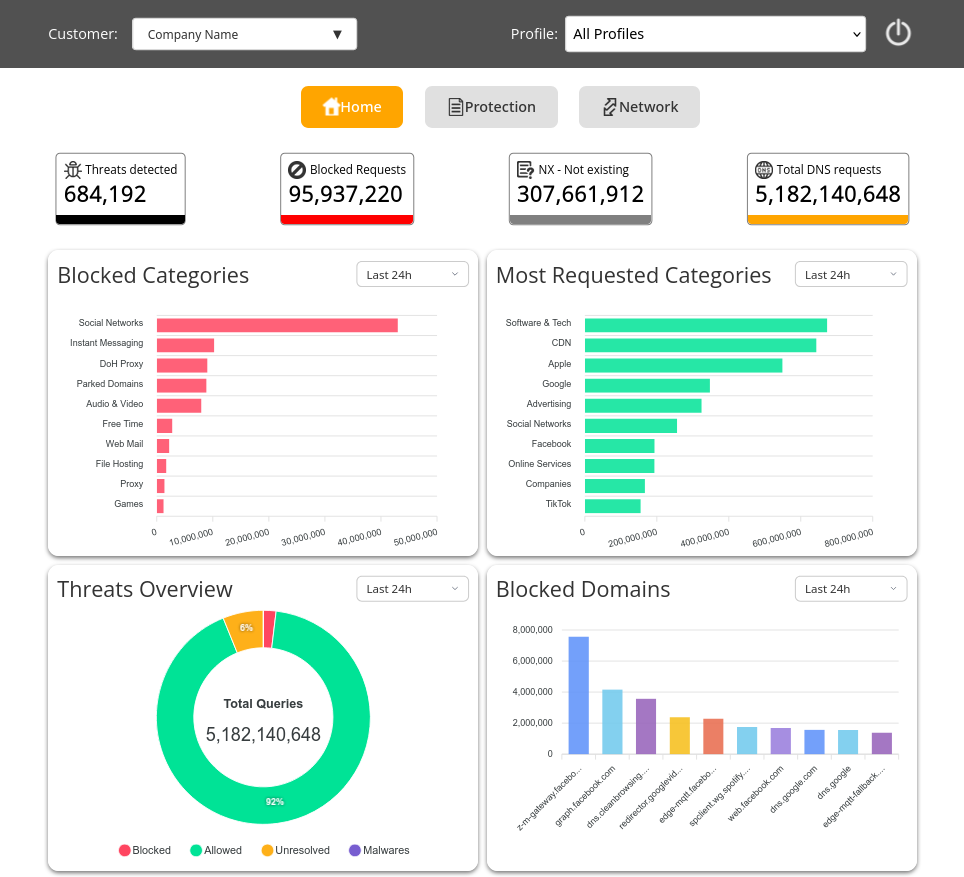 Customer: Company Name ▼ Profile: All Profiles
Home Protection Network
Threats detected
684,192
Blocked Requests
95,937,220
NX - Not existing
307,661,912
DNS Total DNS requests
5,182,140,648
Blocked Categories Last 24h
Social Networks
Instant Messaging
DoH Proxy
Parked Domains
Audio & Video
Free Time
Web Mail
File Hosting
Proxy
Games
0 10,000,000 20,000,000 30,000,000 40,000,000 50,000,000
Most Requested Categories Last 24h
Software & Tech
CDN
Apple
Google
Advertising
Social Networks
Facebook
Online Services
Companies
TikTok
0 200,000,000 400,000,000 600,000,000 800,000,000
Threats Overview Last 24h
6%
Total Queries
5,182,140,648
92%
Blocked Allowed Unresolved Malwares
Blocked Domains Last 24h
8,000,000
6,000,000
4,000,000
2,000,000
0
z-m-gateway.facebo...
graph.facebook.com
dns.cleanbrowsing....
redirector.googlevid...
edge-mqtt.facebo...
spclient.wg.spotify....
web.facebook.com
dns.google.com
dns.google
edge-mqtt-fallback....